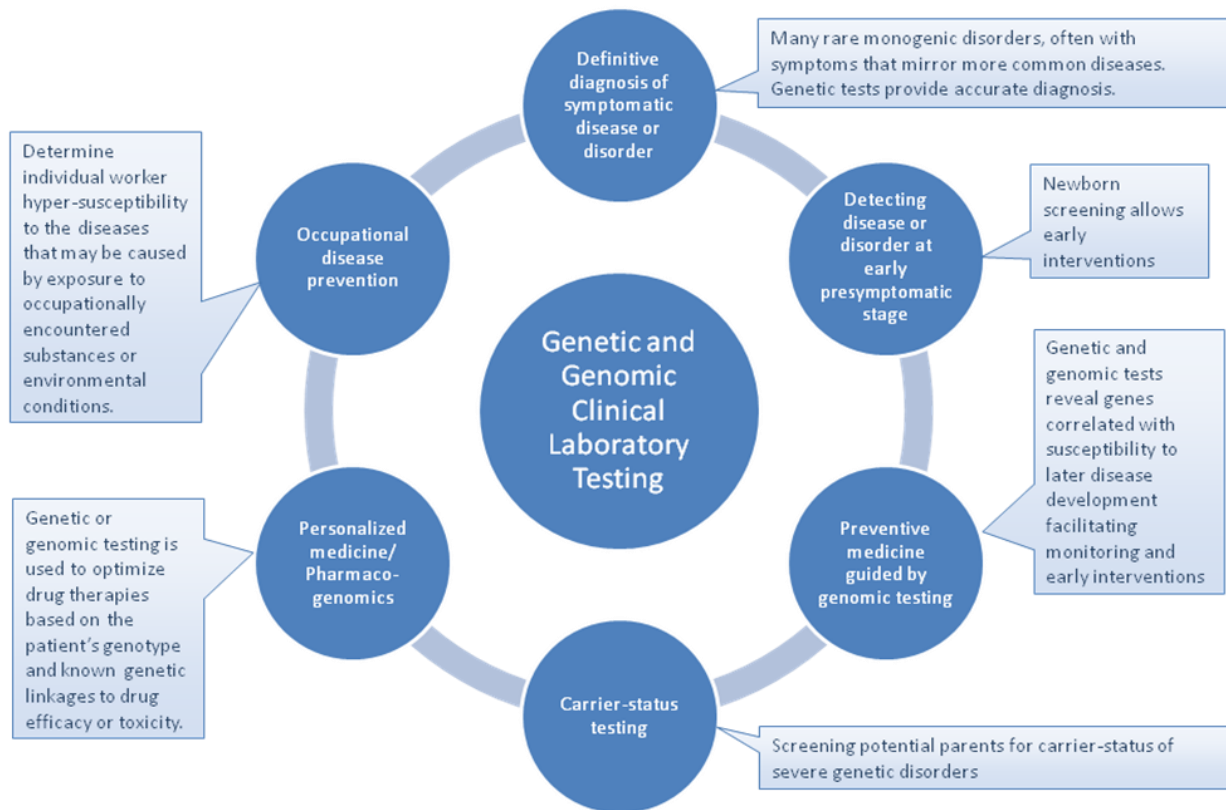 Definitive
diagnosis of
symptomatic
disease or
disorder
Many rare monogenic disorders, often with
symptoms that mirror more common diseases.
Genetic tests provide accurate diagnosis.
Detecting
disease or
disorder at
early
presymptomatic
stage
Newborn
screening allows
early
interventions
Preventive
medicine
guided by
genomic testing
Genetic and
genomic tests
reveal genes
correlated with
susceptibility to
later disease
development
facilitating
monitoring and
early interventions
Carrier-status
testing
Screening potential parents for carrier-status of
severe genetic disorders
Personalized
medicine/
Pharmaco-
genomics
Genetic or
genomic testing is
used to optimize
drug therapies
based on the
patient’s genotype
and known genetic
linkages to drug
efficacy or toxicity.
Occupational
disease
prevention
Determine
individual worker
hyper-susceptibility
to the diseases
that may be caused
by exposure to
occupationally
encountered
substances or
environmental
conditions.
Genetic and
Genomic
Clinical
Laboratory
Testing